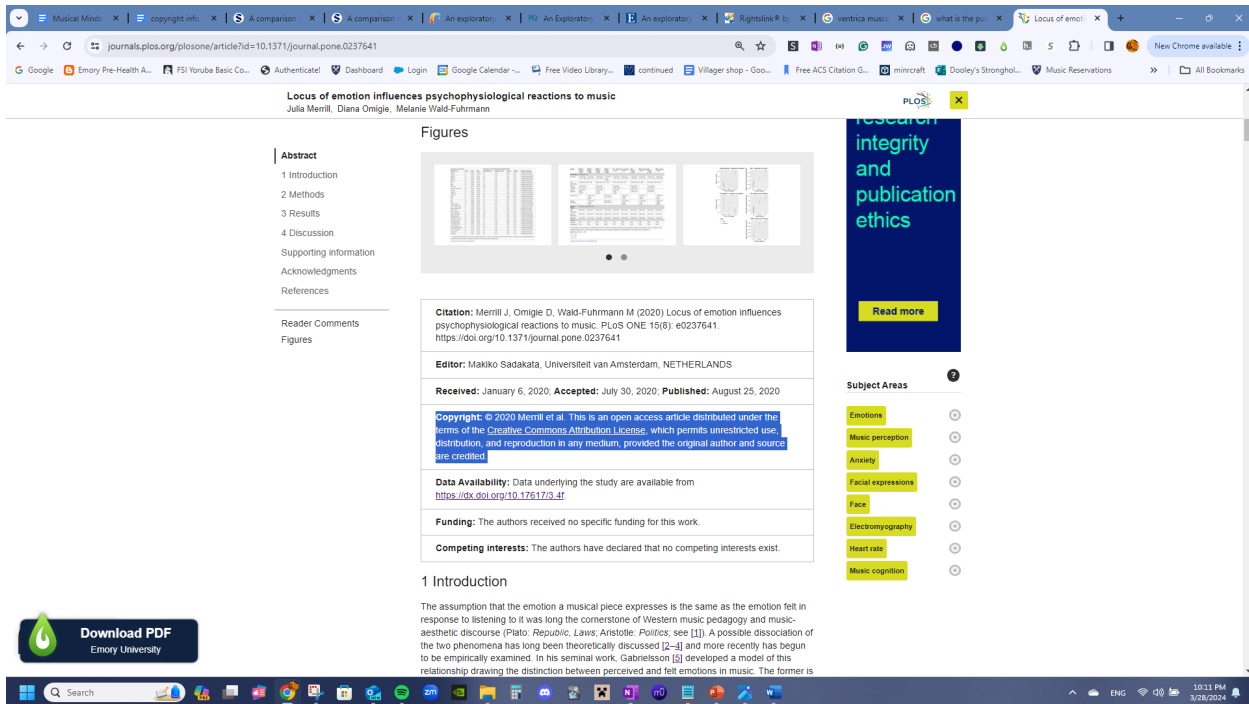 Musical Minds
copyright info
A comparison
A comparison
An exploratory
An Exploratory
An exploratory
Rightslink® by
ventrica musc
what is the pur
Locus of emoti
journals.plos.org/plosone/article?id=10.1371/journal.pone.0237641
New Chrome available
Google
Emory Pre-Health A...
FSI Yoruba Basic Co...
Authenticate!
Dashboard
Login
Google Calendar -...
Free Video Library...
continued
Villager shop - Goo...
Free ACS Citation G...
minrcraft
Dooley's Stronghol...
Music Reservations
All Bookmarks
Locus of emotion influences psychophysiological reactions to music
Julia Merrill, Diana Omigie, Melanie Wald-Fuhrmann
PLOS
Abstract
1 Introduction
2 Methods
3 Results
4 Discussion
Supporting information
Acknowledgments
References
Reader Comments
Figures
Figures
Citation: Merrill J, Omigie D, Wald-Fuhrmann M (2020) Locus of emotion influences
psychophysiological reactions to music. PLoS ONE 15(8): e0237641.
https://doi.org/10.1371/journal.pone.0237641
Editor: Makiko Sadakata, Universiteit van Amsterdam, NETHERLANDS
Received: January 6, 2020; Accepted: July 30, 2020; Published: August 25, 2020
Copyright: © 2020 Merrill et al. This is an open access article distributed under the
terms of the Creative Commons Attribution License, which permits unrestricted use,
distribution, and reproduction in any medium, provided the original author and source
are credited.
Data Availability: Data underlying the study are available from
https://dx.doi.org/10.17617/3.4f.
Funding: The authors received no specific funding for this work.
Competing interests: The authors have declared that no competing interests exist.
1 Introduction
The assumption that the emotion a musical piece expresses is the same as the emotion felt in
response to listening to it was long the cornerstone of Western music pedagogy and music-
aesthetic discourse (Plato: Republic, Laws; Aristotle: Politics; see [1]). A possible dissociation of
the two phenomena has long been theoretically discussed [2–4] and more recently has begun
to be empirically examined. In his seminal work, Gabrielsson [5] developed a model of this
relationship drawing the distinction between perceived and felt emotions in music. The former is
research
integrity
and
publication
ethics
Read more
Subject Areas
?
Emotions
Music perception
Anxiety
Facial expressions
Face
Electromyography
Heart rate
Music cognition
Download PDF
Emory University
Search
ENG
10:11 PM
3/28/2024